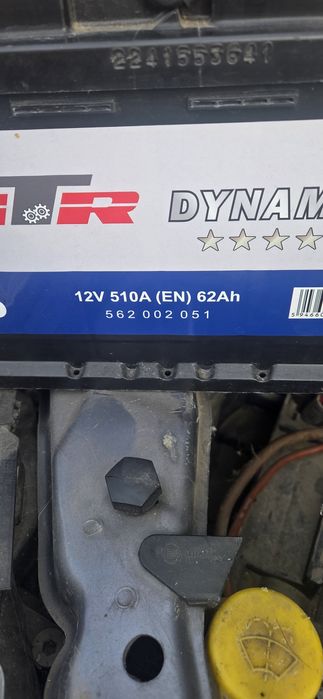 2241553641
TR
DYNAM
12V 510A (EN) 62Ah
562 002 051